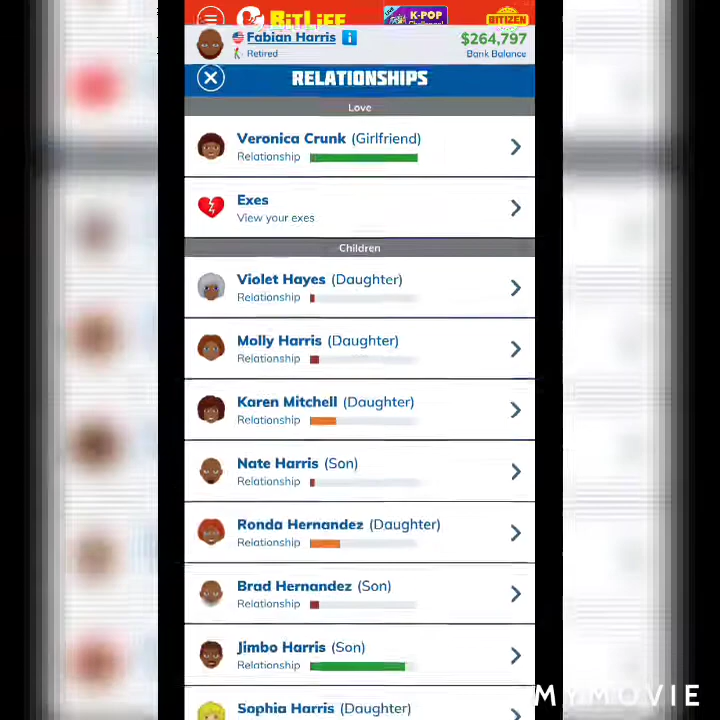 BitLife
LIVE
K-POP
Challenge!
BITIZEN
Fabian Harris i
$264,797
Retired
Bank Balance
RELATIONSHIPS
Love
Veronica Crunk (Girlfriend)
Relationship
Exes
View your exes
Children
Violet Hayes (Daughter)
Relationship
Molly Harris (Daughter)
Relationship
Karen Mitchell (Daughter)
Relationship
Nate Harris (Son)
Relationship
Ronda Hernandez (Daughter)
Relationship
Brad Hernandez (Son)
Relationship
Jimbo Harris (Son)
Relationship
Sophia Harris (Daughter)
MYMOVIE